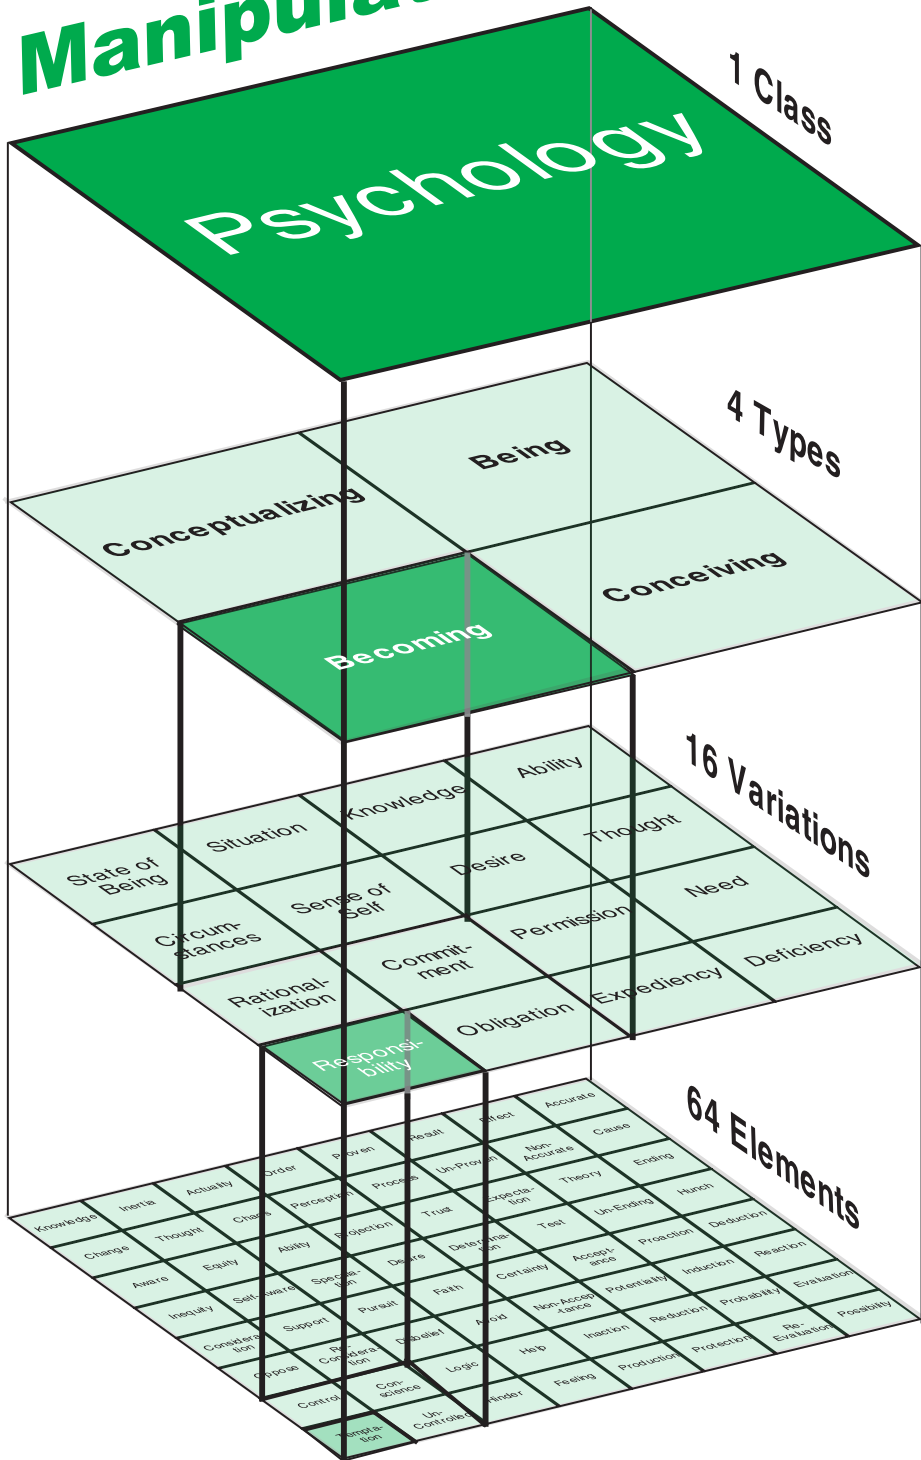 Manipulat
1 Class
Psychology
4 Types
Conceptualizing
Being
Becoming
Conceiving
16 Variations
State of
Being
Situation
Knowledge
Ability
Circum-
stances
Sense of
Self
Desire
Thought
Rational-
ization
Commit-
ment
Permission
Need
Responsi-
bility
Obligation
Expediency
Deficiency
64 Elements
Knowledge
Inertia
Actuality
Order
Proven
Result
Effect
Accurate
Change
Thought
Chaos
Perception
Process
Un-Proven
Non-
Accurate
Cause
Aware
Equity
Ability
Projection
Trust
Expecta-
tion
Theory
Ending
Inequity
Self-aware
Specula-
tion
Desire
Determina-
tion
Test
Un-Ending
Hunch
Considera-
tion
Support
Pursuit
Faith
Certainty
Accept-
ance
Proaction
Deduction
Oppose
Re-
Considera-
tion
Disbelief
Avoid
Non-Accep
-tance
Potentiality
Induction
Reaction
Control
Con-
science
Logic
Help
Inaction
Reduction
Probability
Evaluation
Tempta-
tion
Un-
Controlled
Hinder
Feeling
Production
Protection
Re-
Evaluation
Possibility